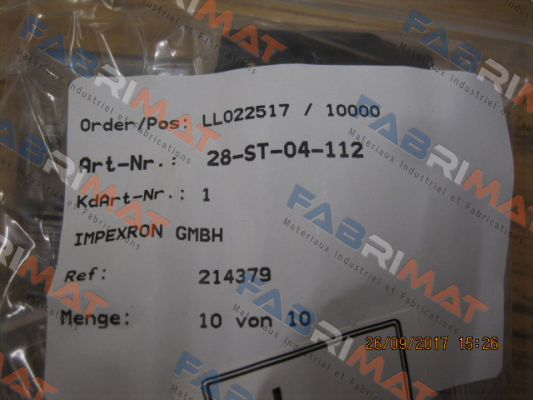 Order/Pos: LL022517 / 10000
Art-Nr.: 28-ST-04-112
KdArt-Nr.: 1
IMPEXRON GMBH
Ref: 214379
Menge: 10 von 10
26/09/2017 15:26
FABRIMAT
Materiaux Industriel et Fabrications